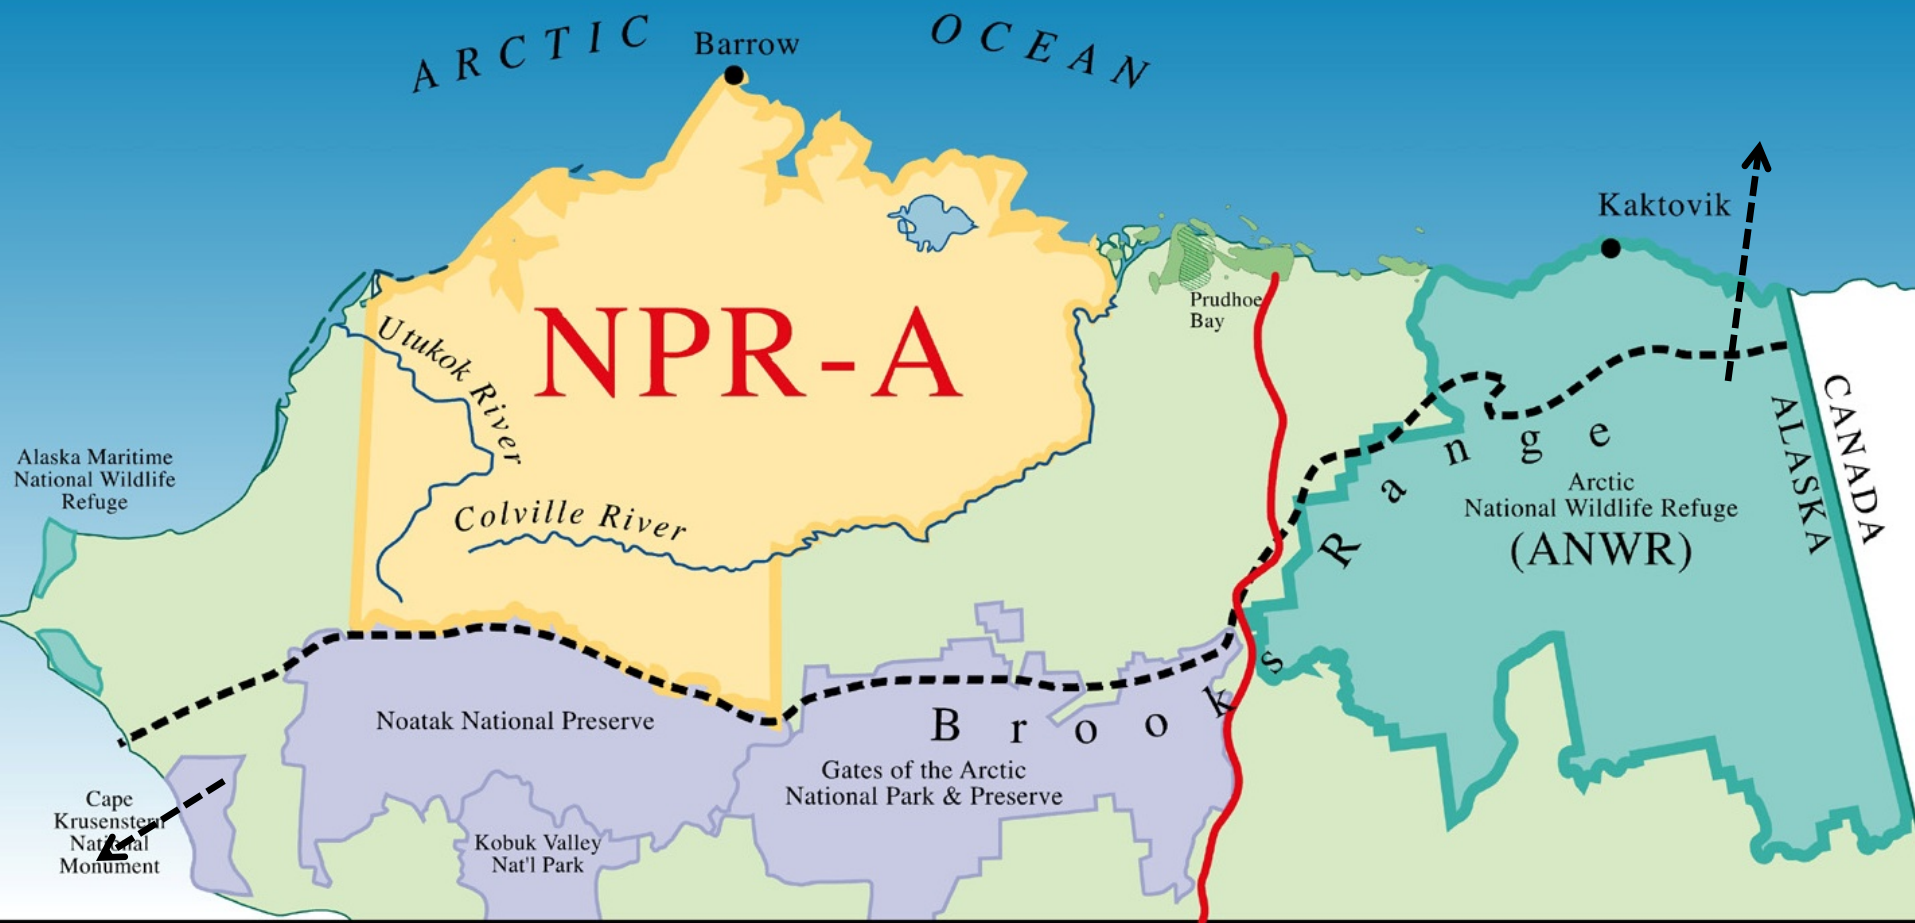 ARCTIC OCEAN
Barrow
Kaktovik
Prudhoe
Bay
Utukok River
NPR-A
Colville River
CANADA
ALASKA
Alaska Maritime
National Wildlife
Refuge
Arctic
National Wildlife Refuge
(ANWR)
Brooks Range
Noatak National Preserve
Gates of the Arctic
National Park & Preserve
Cape
Krusenstern
National
Monument
Kobuk Valley
Nat'l Park